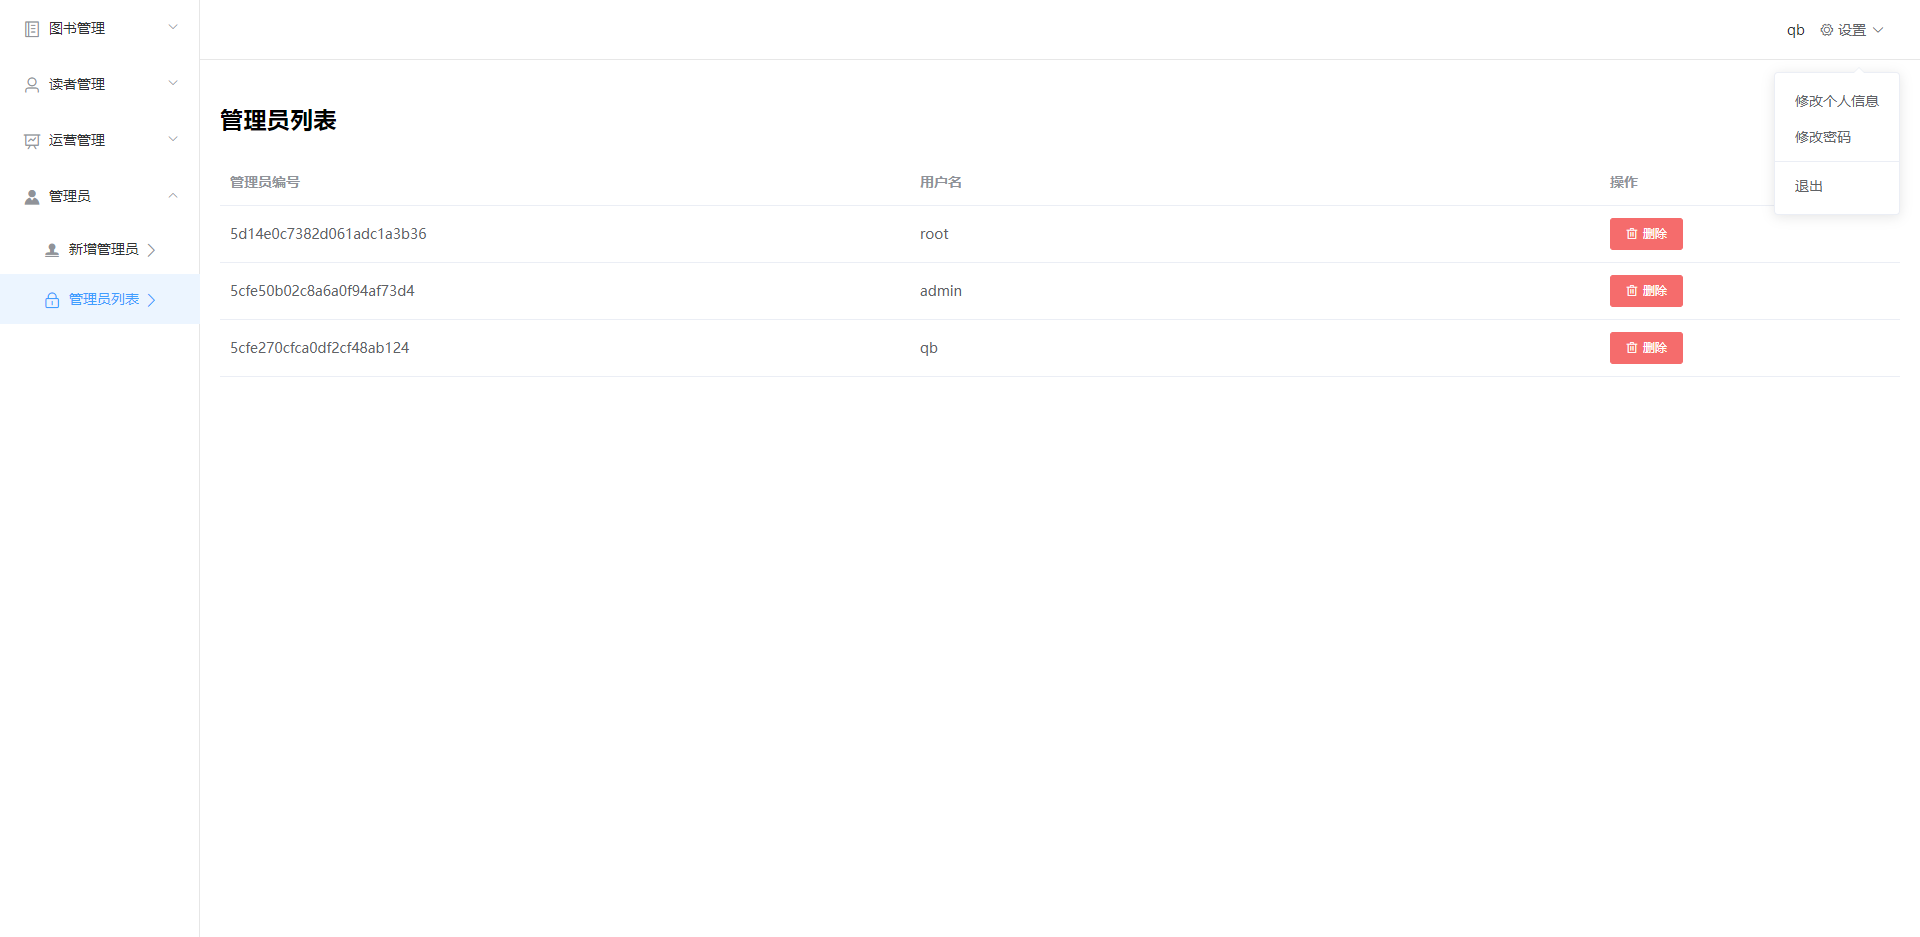 图书管理
读者管理
运营管理
管理员
新增管理员
管理员列表
qb 设置
修改个人信息
修改密码
退出
管理员列表
管理员编号 用户名 操作
5d14e0c7382d061adc1a3b36 root 删除
5cfe50b02c8a6a0f94af73d4 admin 删除
5cfe270cfca0df2cf48ab124 qb 删除